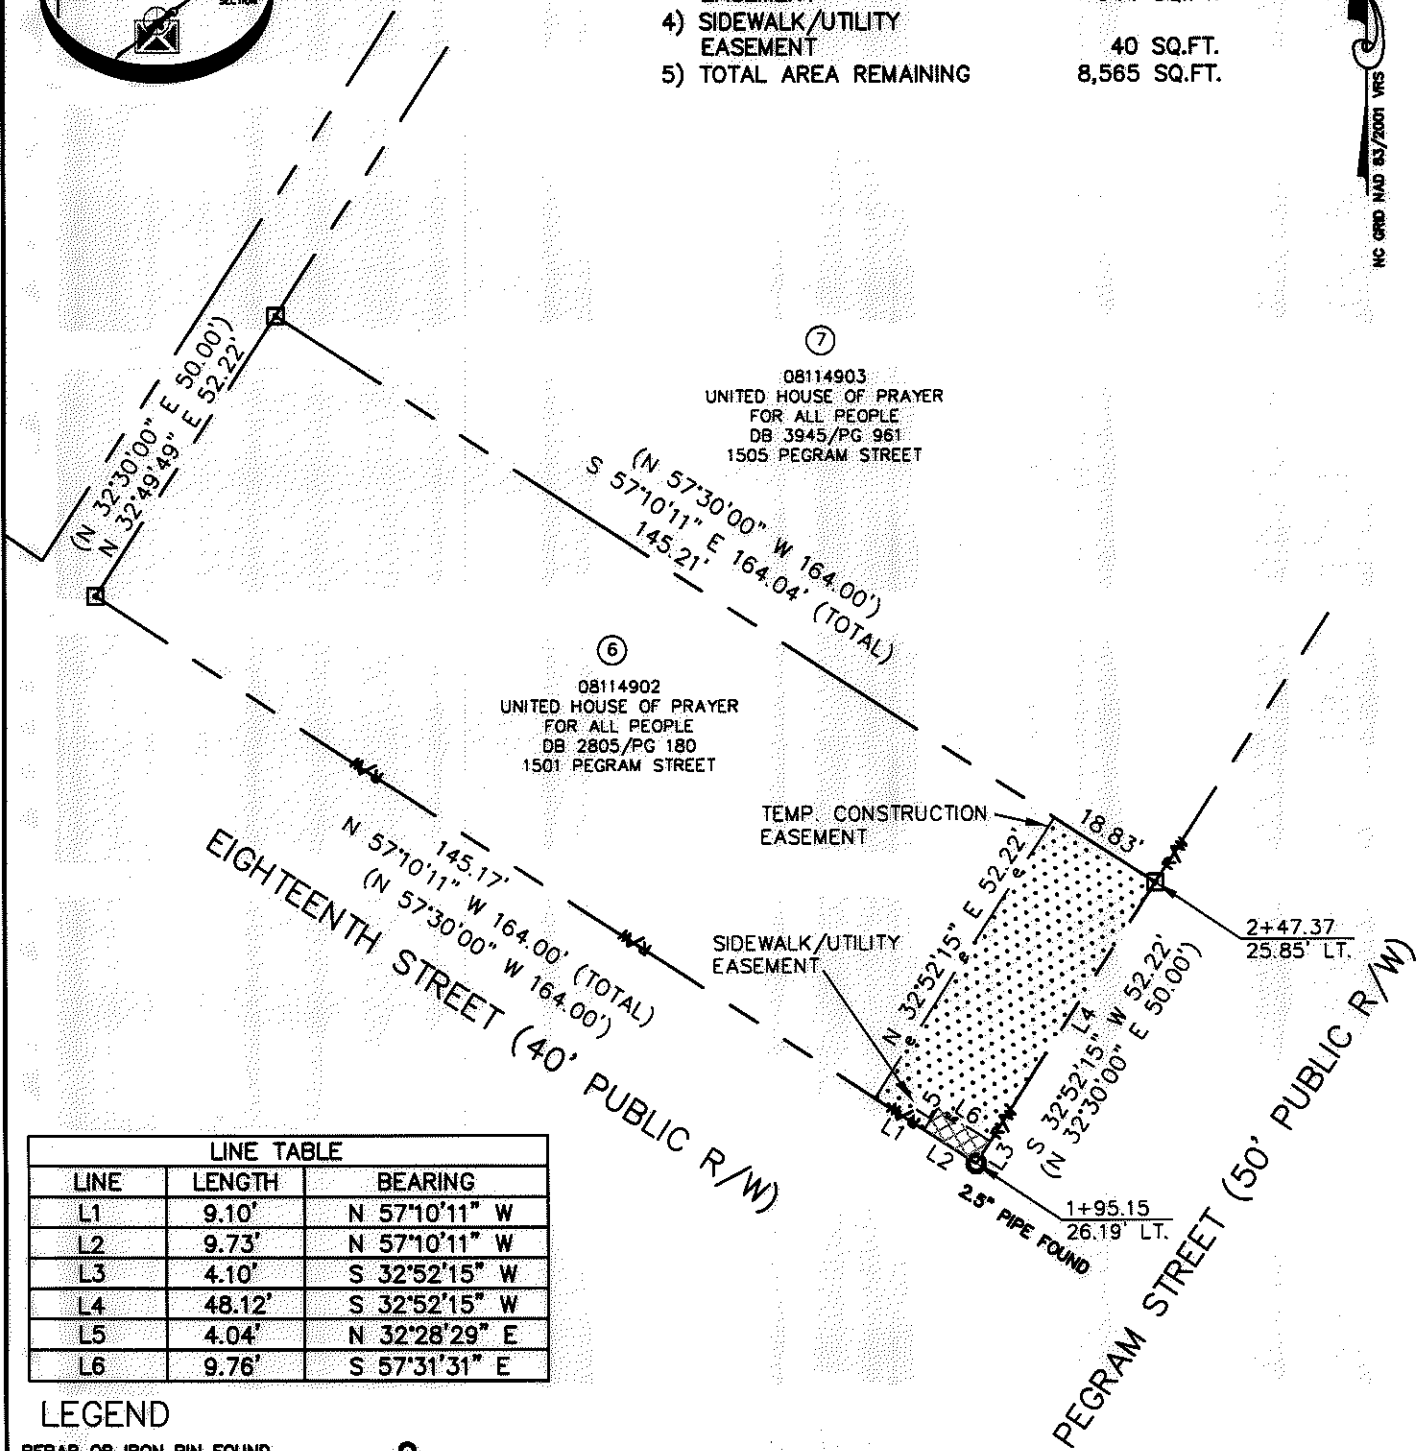 SECTION
4) SIDEWALK/UTILITY
EASEMENT 40 SQ.FT.
5) TOTAL AREA REMAINING 8,565 SQ.FT.
NC GRID NAD 83/2001 VRS
(N 32°30'00" E 50.00')
N 32°49'49" E 52.22'
7
08114903
UNITED HOUSE OF PRAYER
FOR ALL PEOPLE
DB 3945/PG 961
1505 PEGRAM STREET
(N 57°30'00" W 164.00')
S 57°10'11" E 164.04' (TOTAL)
145.21'
6
08114902
UNITED HOUSE OF PRAYER
FOR ALL PEOPLE
DB 2805/PG 180
1501 PEGRAM STREET
R/W
145.17'
N 57°10'11" W 164.00' (TOTAL)
(N 57°30'00" W 164.00')
R/W
EIGHTEENTH STREET (40' PUBLIC R/W)
TEMP. CONSTRUCTION
EASEMENT
18.83'
R/W
N 32°52'15" E 52.22'
e
e
e
2+47.37
25.85' LT.
SIDEWALK/UTILITY
EASEMENT
L4
S 32°52'15" W 52.22'
(N 32°30'00" E 50.00')
R/W
L1
L5
L6
R/W
L2
L3
2.5" PIPE FOUND
1+95.15
26.19' LT.
PEGRAM STREET (50' PUBLIC R/W)
LINE TABLE
LINE LENGTH BEARING
L1 9.10' N 57°10'11" W
L2 9.73' N 57°10'11" W
L3 4.10' S 32°52'15" W
L4 48.12' S 32°52'15" W
L5 4.04' N 32°28'29" E
L6 9.76' S 57°31'31" E
LEGEND
REBAR OR IRON PIN FOUND